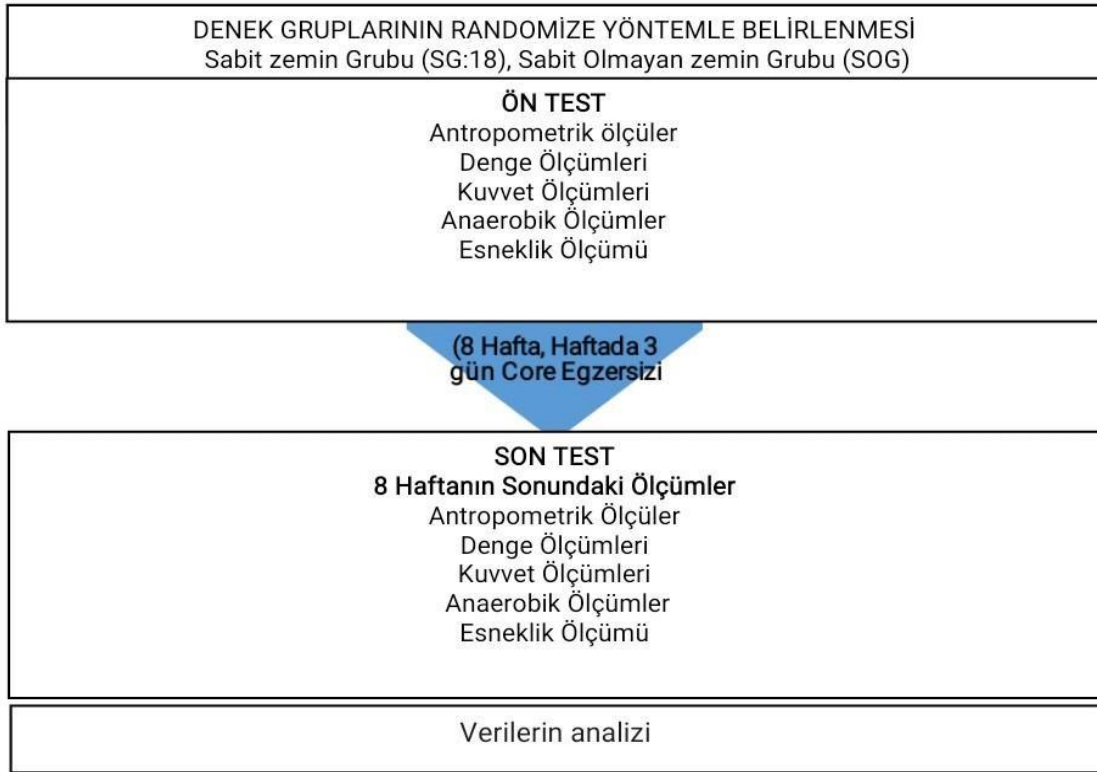 DENEK GRUPLARININ RANDOMİZE YÖNTEMLE BELİRLENMESİ
Sabit zemin Grubu (SG:18), Sabit Olmayan zemin Grubu (SOG)
ÖN TEST
Antropometrik ölçüler
Denge Ölçümleri
Kuvvet Ölçümleri
Anaerobik Ölçümler
Esneklik Ölçümü
(8 Hafta, Haftada 3
gün Core Egzersizi
SON TEST
8 Haftanın Sonundaki Ölçümler
Antropometrik Ölçüler
Denge Ölçümleri
Kuvvet Ölçümleri
Anaerobik Ölçümler
Esneklik Ölçümü
Verilerin analizi